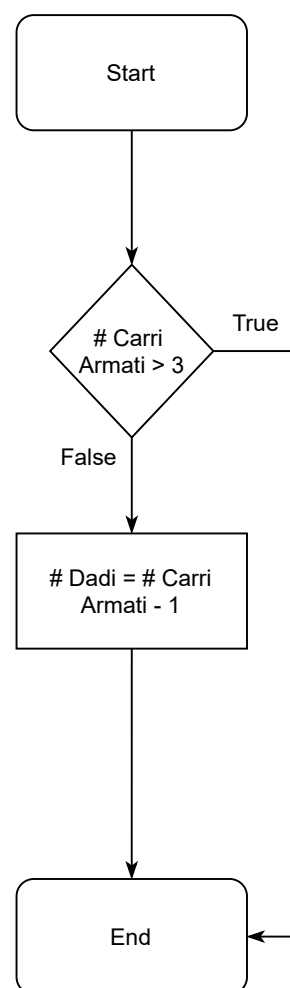 Start
# Carri
Armati > 3
True
False
# Dadi = # Carri
Armati - 1
End